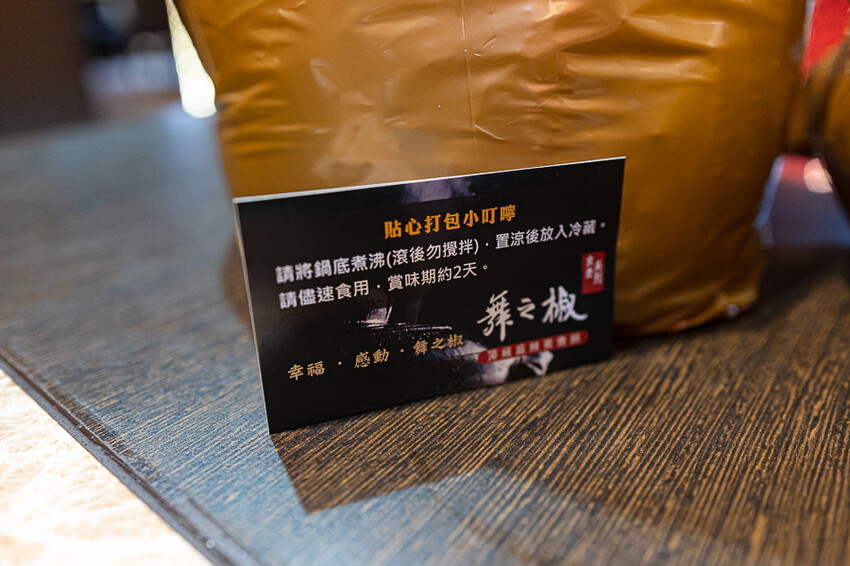 貼心打包小叮嚀
請將鍋底煮沸(滾後勿攪拌)，置涼後放入冷藏。
請儘速食用，賞味期約2天。
舞之椒
幸福・感動・舞之椒